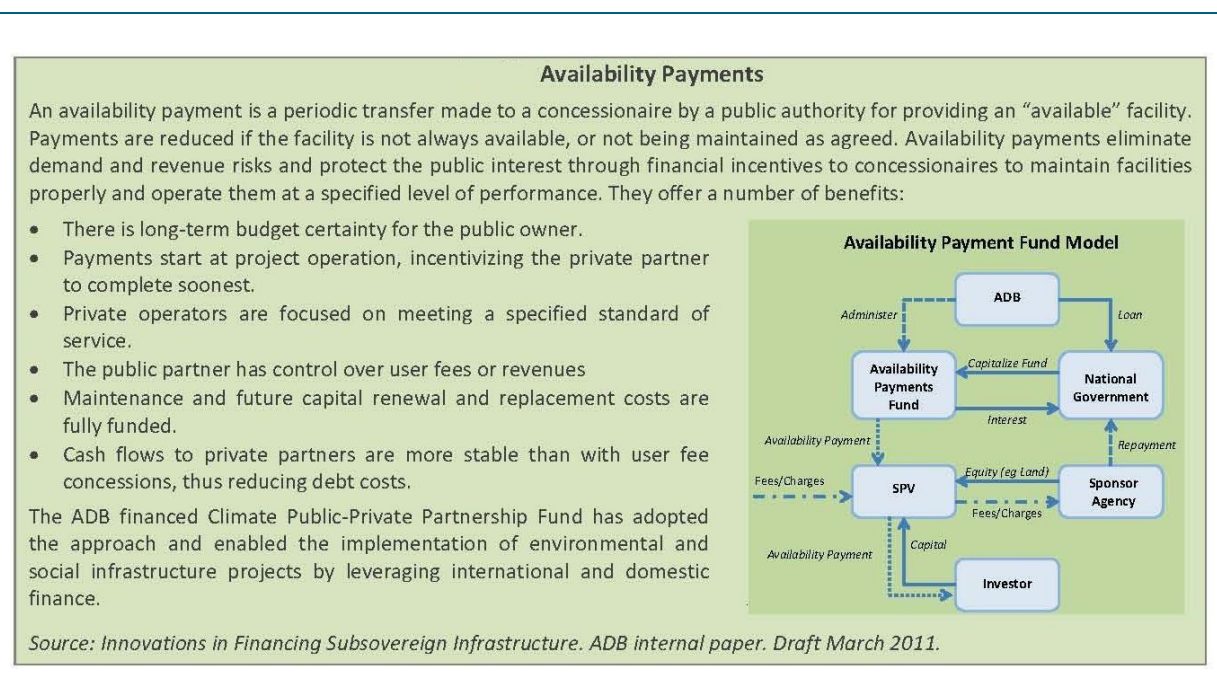 Availability Payments
An availability payment is a periodic transfer made to a concessionaire by a public authority for providing an “available” facility.
Payments are reduced if the facility is not always available, or not being maintained as agreed. Availability payments eliminate
demand and revenue risks and protect the public interest through financial incentives to concessionaires to maintain facilities
properly and operate them at a specified level of performance. They offer a number of benefits:
• There is long-term budget certainty for the public owner.
• Payments start at project operation, incentivizing the private partner
to complete soonest.
• Private operators are focused on meeting a specified standard of
service.
• The public partner has control over user fees or revenues
• Maintenance and future capital renewal and replacement costs are
fully funded.
• Cash flows to private partners are more stable than with user fee
concessions, thus reducing debt costs.
The ADB financed Climate Public-Private Partnership Fund has adopted
the approach and enabled the implementation of environmental and
social infrastructure projects by leveraging international and domestic
finance.
Availability Payment Fund Model
ADB
Administer
Loan
Availability
Payments
Fund
Capitalize Fund
National
Government
Interest
Availability Payment
Repayment
Fees/Charges
SPV
Equity (eg Land)
Sponsor
Agency
Fees/Charges
Availability Payment
Capital
Investor
Source: Innovations in Financing Subsovereign Infrastructure. ADB internal paper. Draft March 2011.